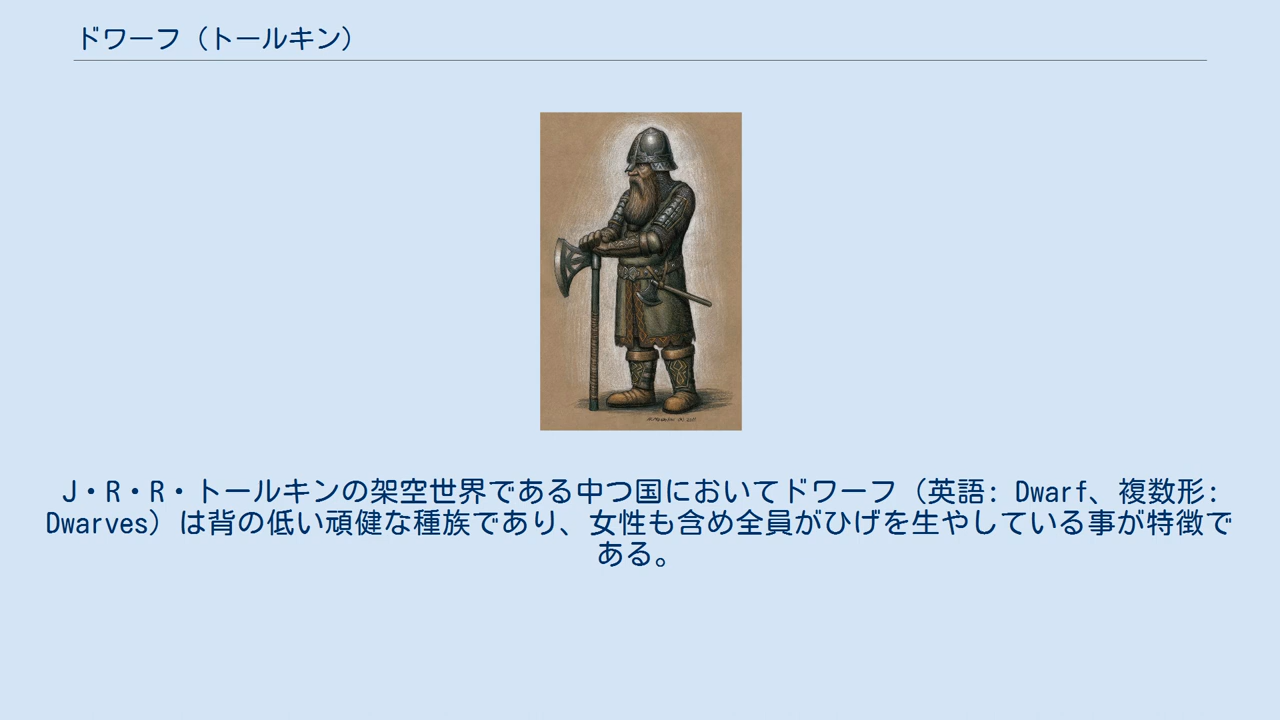 ドワーフ（トールキン）
J・R・R・トールキンの架空世界である中つ国においてドワーフ（英語: Dwarf、複数形:
Dwarves）は背の低い頑健な種族であり、女性も含め全員がひげを生やしている事が特徴で
ある。